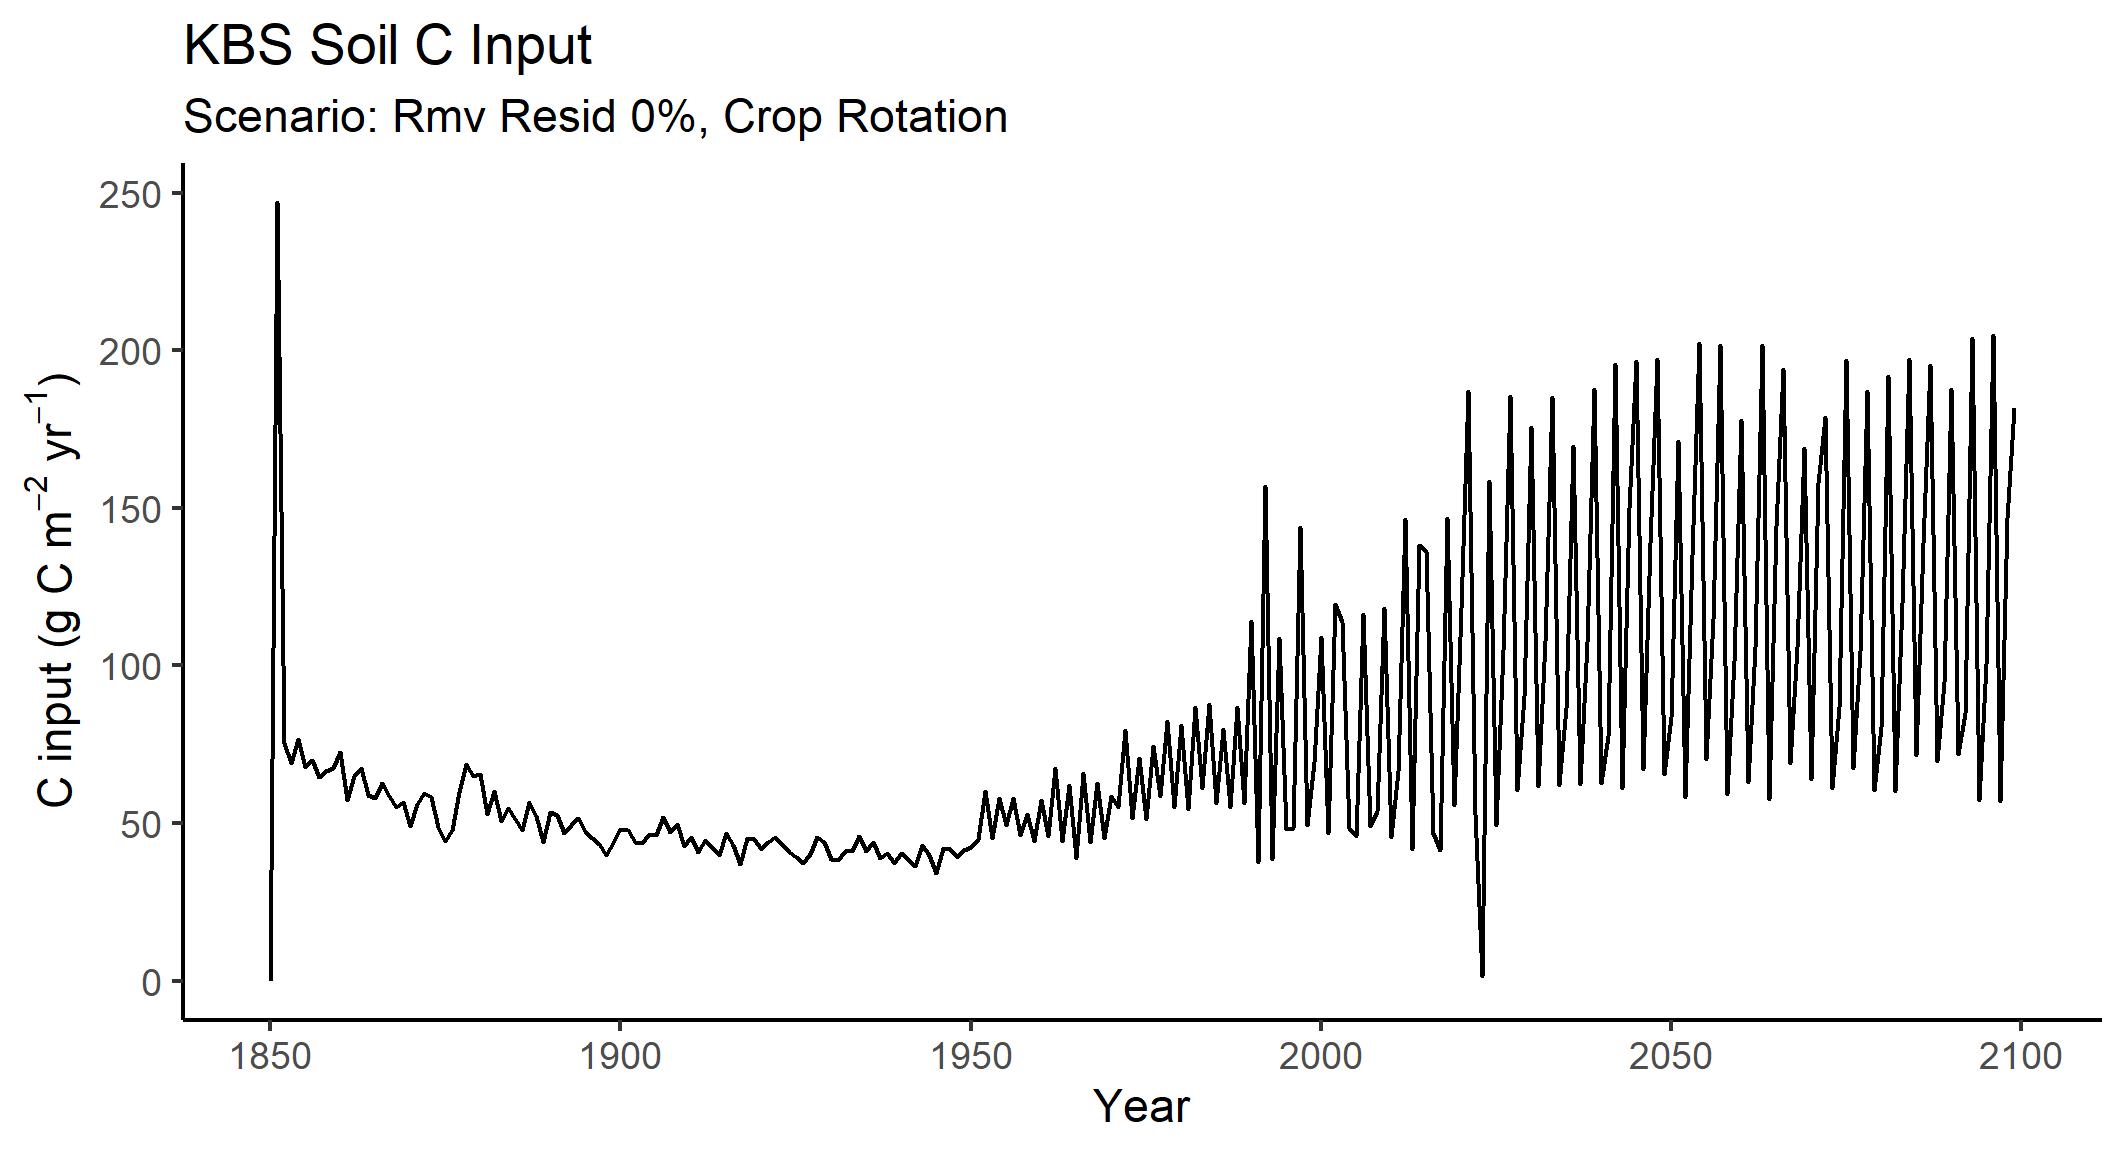 KBS Soil C Input
Scenario: Rmv Resid 0%, Crop Rotation
C input (g C m⁻² yr⁻¹)
250
200
150
100
50
0
1850 1900 1950 2000 2050 2100
Year